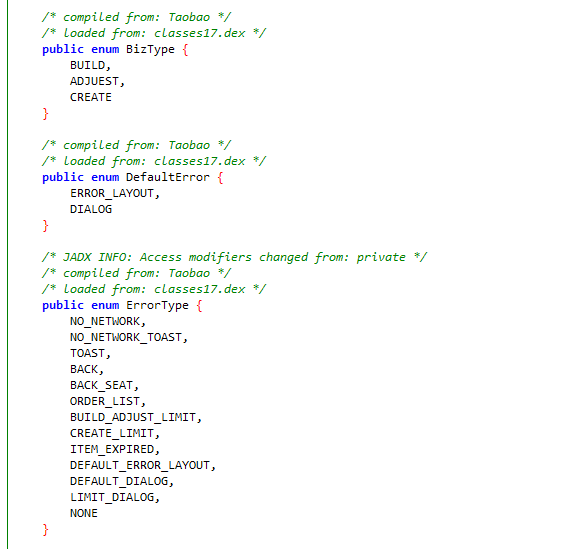 /* compiled from: Taobao */
/* loaded from: classes17.dex */
public enum BizType {
BUILD,
ADJUEST,
CREATE
}
/* compiled from: Taobao */
/* loaded from: classes17.dex */
public enum DefaultError {
ERROR_LAYOUT,
DIALOG
}
/* JADX INFO: Access modifiers changed from: private */
/* compiled from: Taobao */
/* loaded from: classes17.dex */
public enum ErrorType {
NO_NETWORK,
NO_NETWORK_TOAST,
TOAST,
BACK,
BACK_SEAT,
ORDER_LIST,
BUILD_ADJUST_LIMIT,
CREATE_LIMIT,
ITEM_EXPIRED,
DEFAULT_ERROR_LAYOUT,
DEFAULT_DIALOG,
LIMIT_DIALOG,
NONE
}